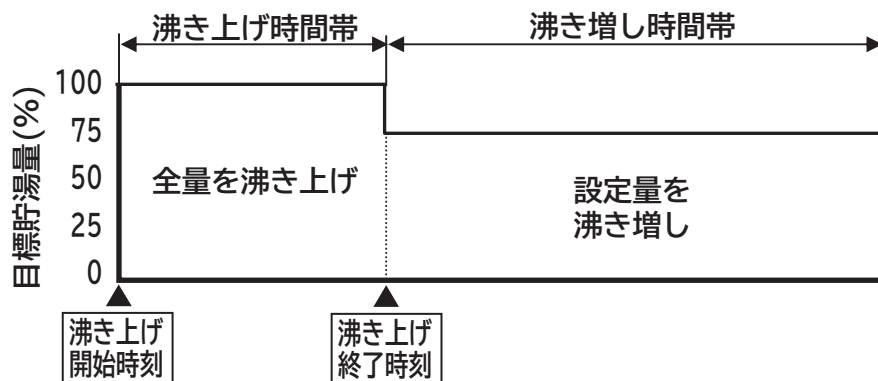 沸き上げ時間帯
沸き増し時間帯
目標貯湯量(%)
100
75
50
25
0
全量を沸き上げ
設定量を
沸き増し
沸き上げ
開始時刻
沸き上げ
終了時刻